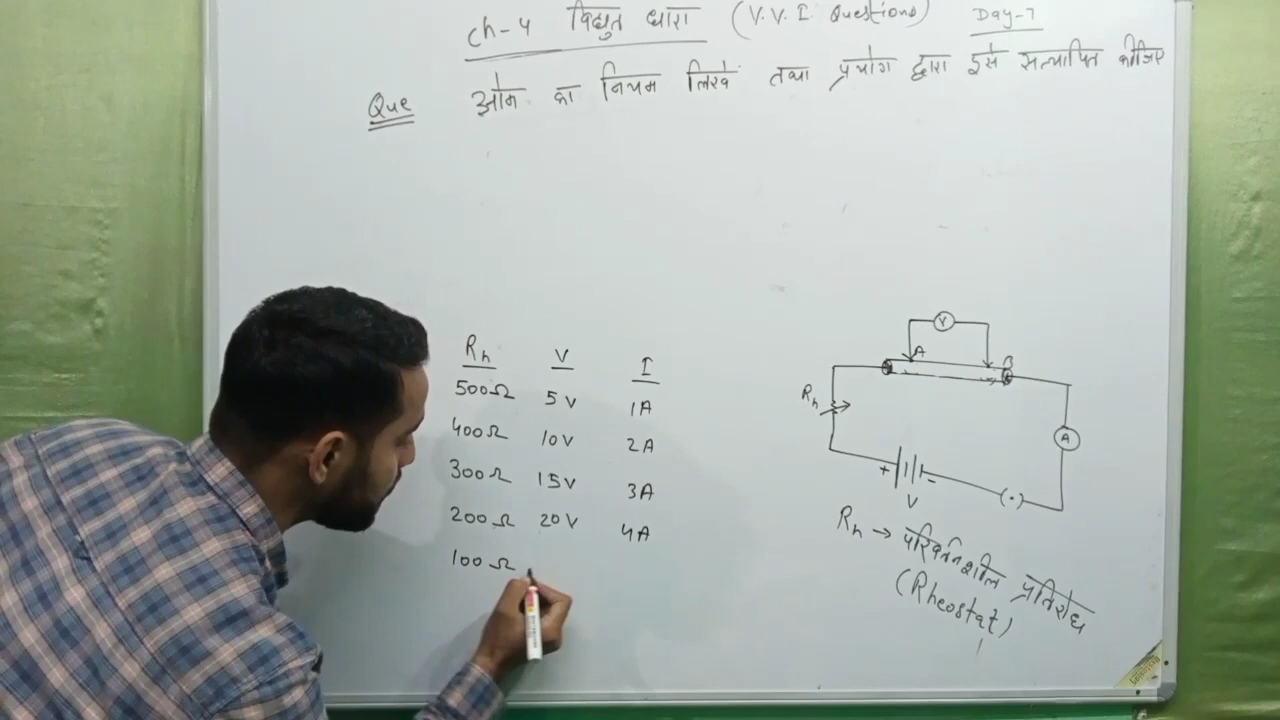 Ch-4 विद्युत धारा (V.V.I. Questions) Day-7
Que ओम का नियम लिखे तथा प्रयोग द्वारा इसे सत्यापित कीजिए
Rh V I
500Ω 5V 1A
400Ω 10V 2A
300Ω 15V 3A
200Ω 20V 4A
100Ω
V
A B
Rh
A
+ -
V
Rh → परिवर्तनशील प्रतिरोध
(Rheostat)